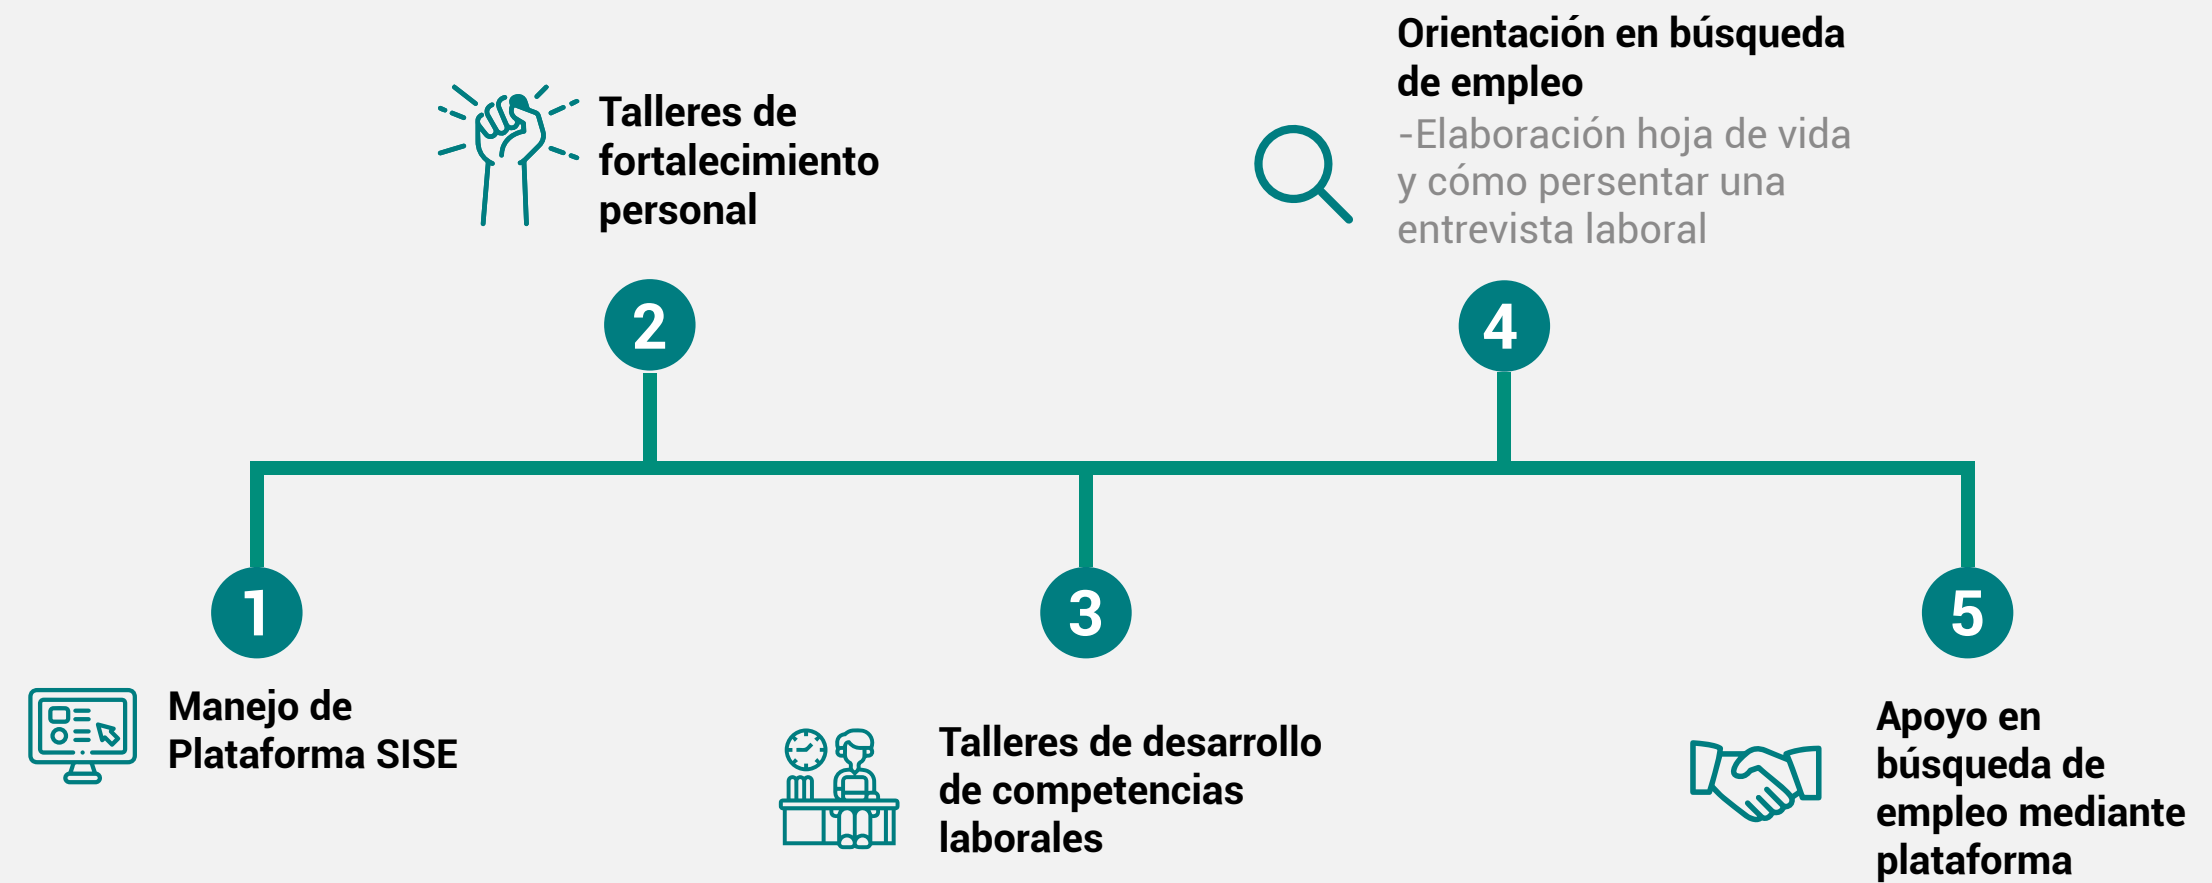 1
Manejo de
Plataforma SISE
2
Talleres de
fortalecimiento
personal
3
Talleres de desarrollo
de competencias
laborales
4
Orientación en búsqueda
de empleo
-Elaboración hoja de vida
y cómo persentar una
entrevista laboral
5
Apoyo en
búsqueda de
empleo mediante
plataforma